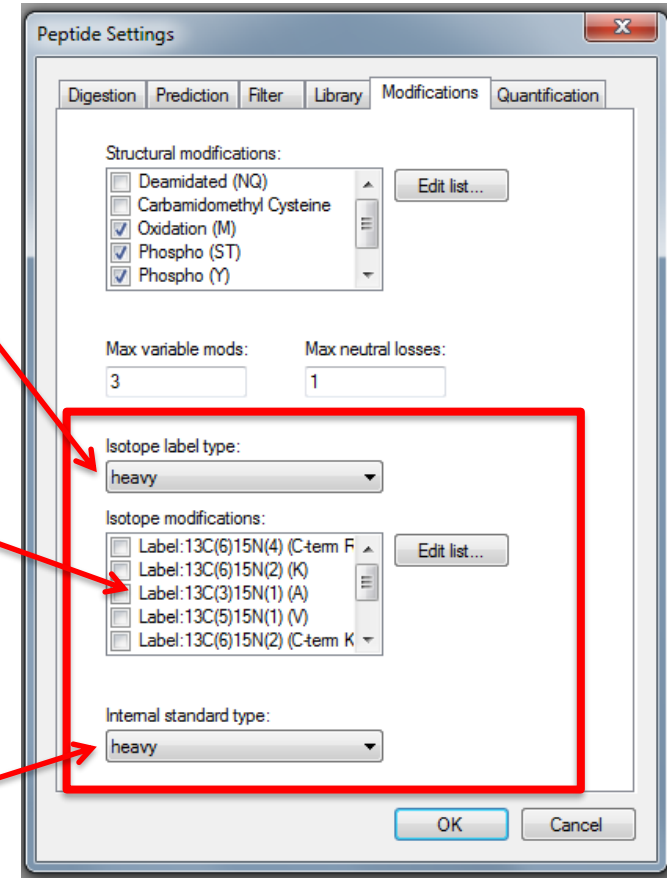 Peptide Settings
Digestion Prediction Filter Library Modifications Quantification
Structural modifications:
Deamidated (NQ)
Edit list...
Carbamidomethyl Cysteine
Oxidation (M)
Phospho (ST)
Phospho (Y)
Max variable mods: Max neutral losses:
3 1
Isotope label type:
heavy
Isotope modifications:
Label:13C(6)15N(4) (C-term R
Edit list...
Label:13C(6)15N(2) (K)
Label:13C(3)15N(1) (A)
Label:13C(5)15N(1) (V)
Label:13C(6)15N(2) (C-term K
Internal standard type:
heavy
OK Cancel